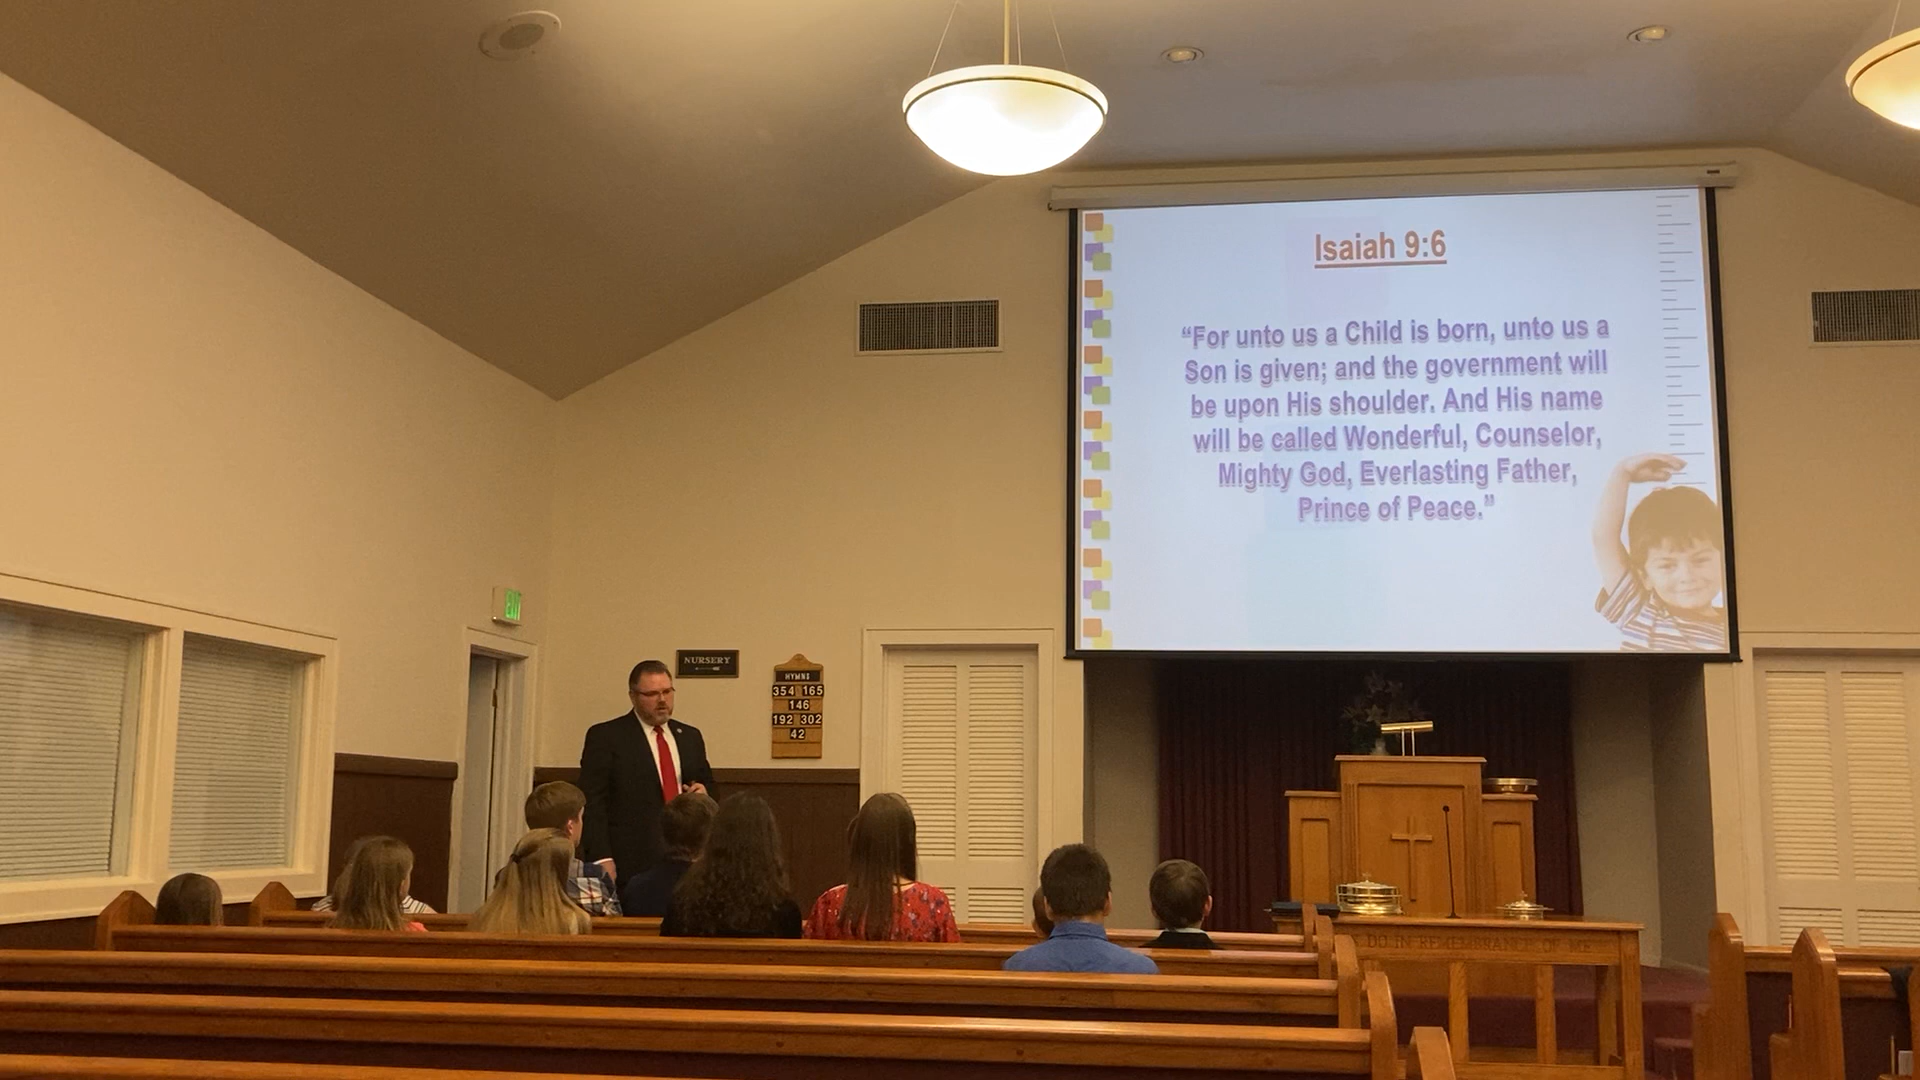 Isaiah 9:6
“For unto us a Child is born, unto us a
Son is given; and the government will
be upon His shoulder. And His name
will be called Wonderful, Counselor,
Mighty God, Everlasting Father,
Prince of Peace.”
EXIT
NURSERY
HYMNS
354 165
146
192 302
42
DO IN REMEMBRANCE OF ME